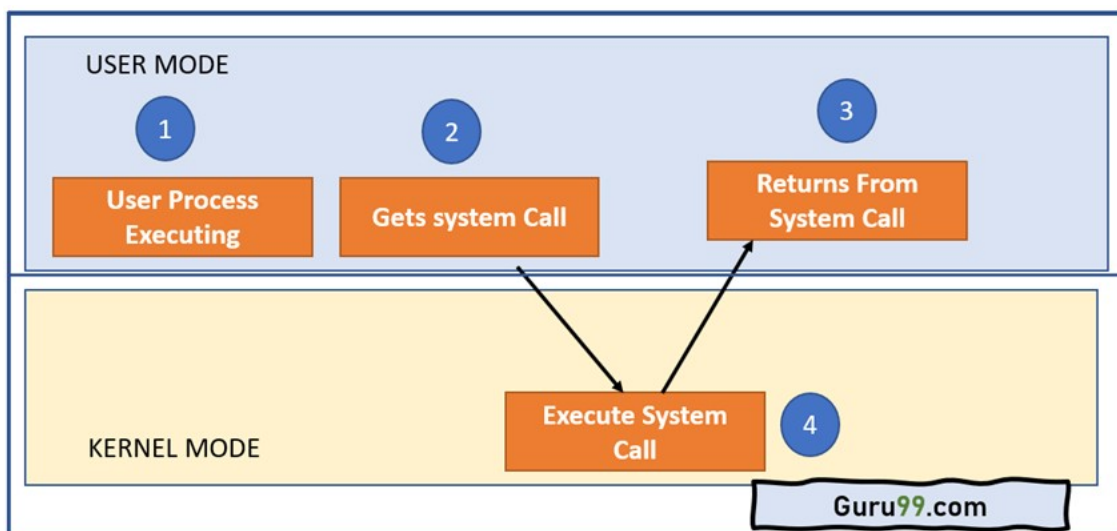 USER MODE
1
2
3
User Process
Executing
Gets system Call
Returns From
System Call
Execute System
Call
4
KERNEL MODE
Guru99.com